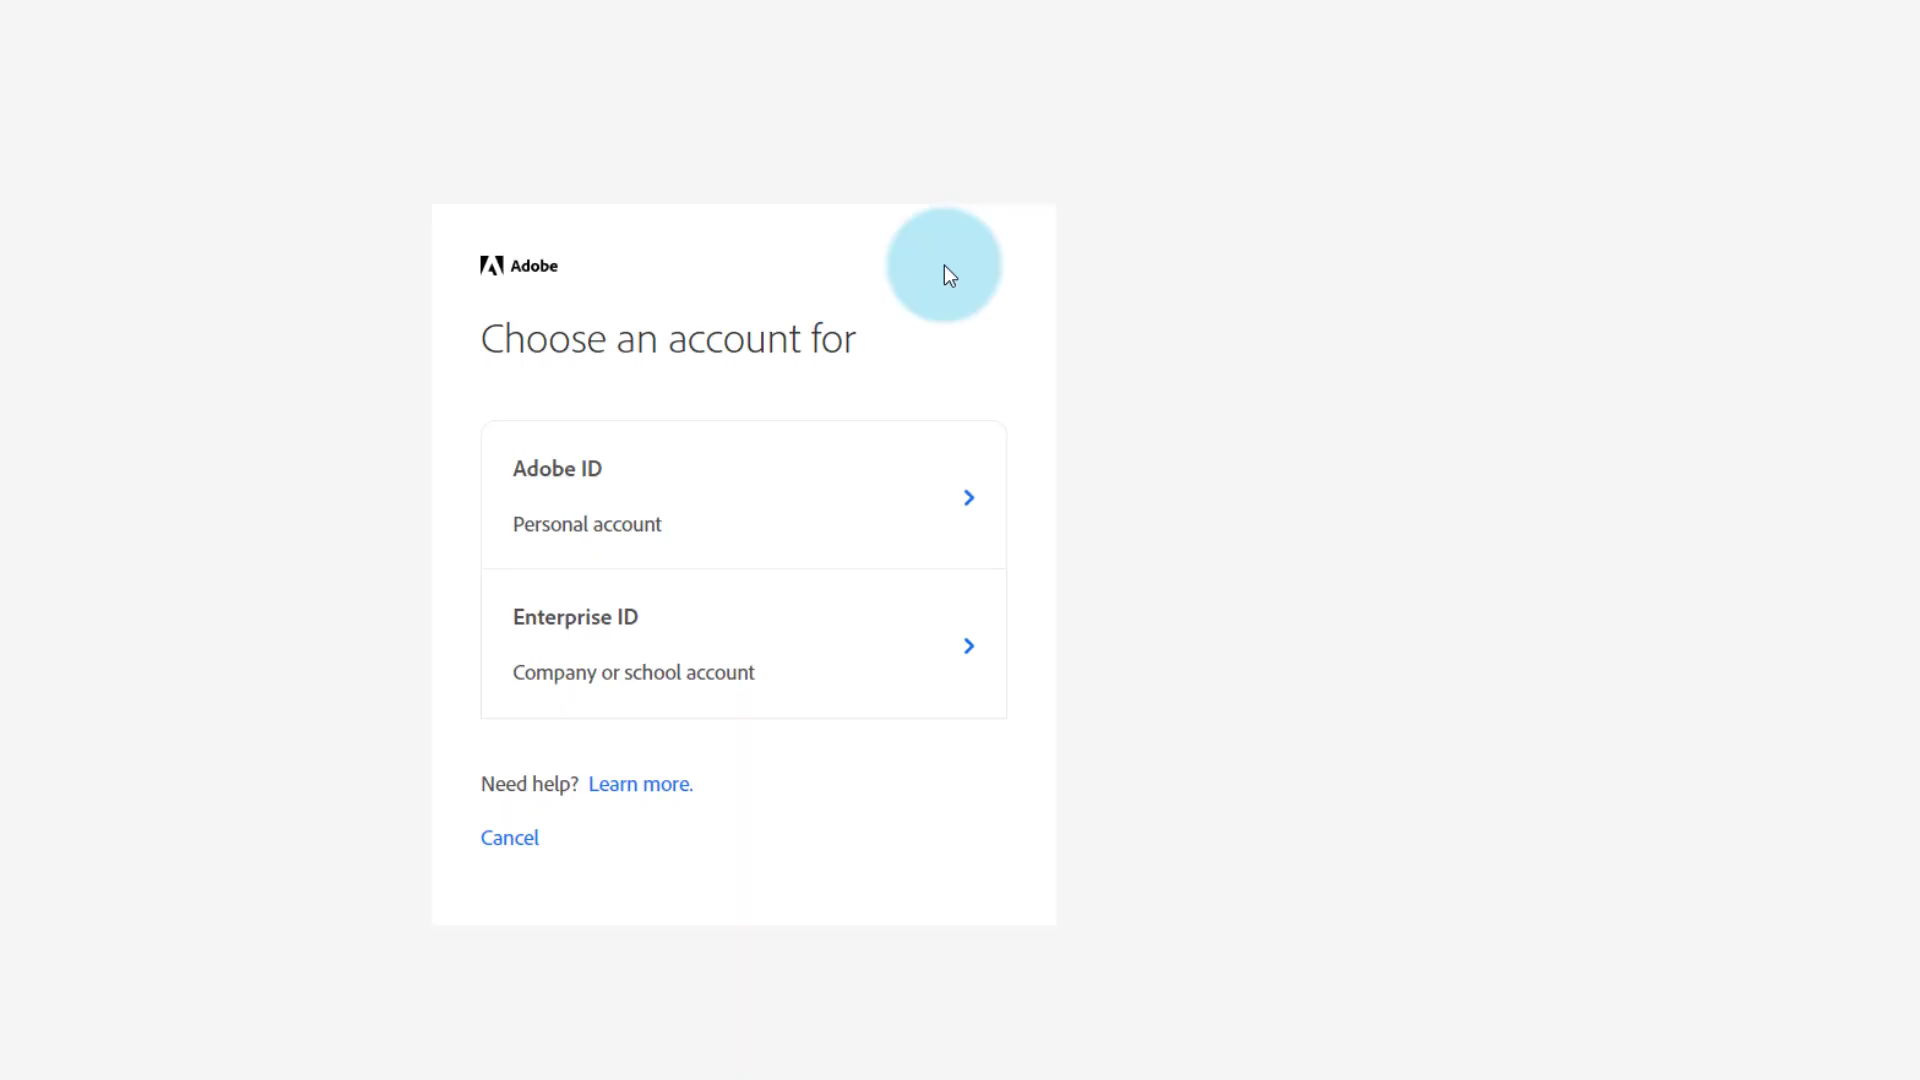 Adobe
Choose an account for
Adobe ID
Personal account
Enterprise ID
Company or school account
Need help? Learn more.
Cancel